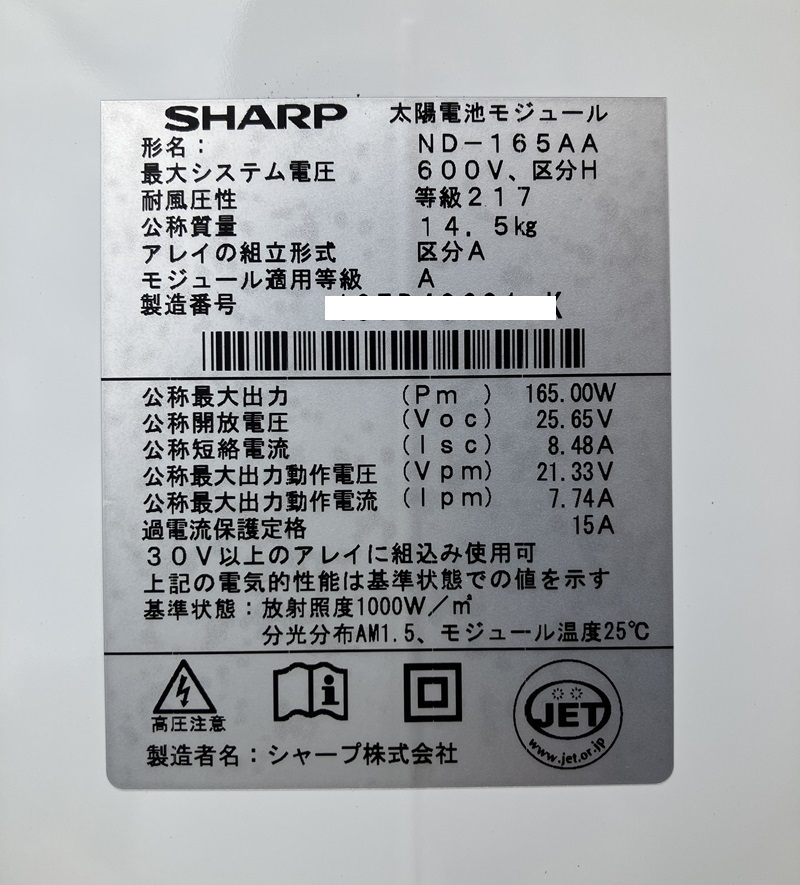 SHARP 太陽電池モジュール
形名： ND－165AA
最大システム電圧 600V、区分H
耐風圧性 等級217
公称質量 14．5kg
アレイの組立形式 区分A
モジュール適用等級 A
製造番号 K
公称最大出力 (Pm ) 165.00W
公称開放電圧 (Voc) 25.65V
公称短絡電流 (Isc) 8.48A
公称最大出力動作電圧 (Vpm) 21.33V
公称最大出力動作電流 (Ipm) 7.74A
過電流保護定格 15A
30V以上のアレイに組込み使用可
上記の電気的性能は基準状態での値を示す
基準状態：放射照度1000W／㎡
分光分布AM1.5、モジュール温度25℃
高圧注意
JET
www.jet.or.jp
製造者名：シャープ株式会社